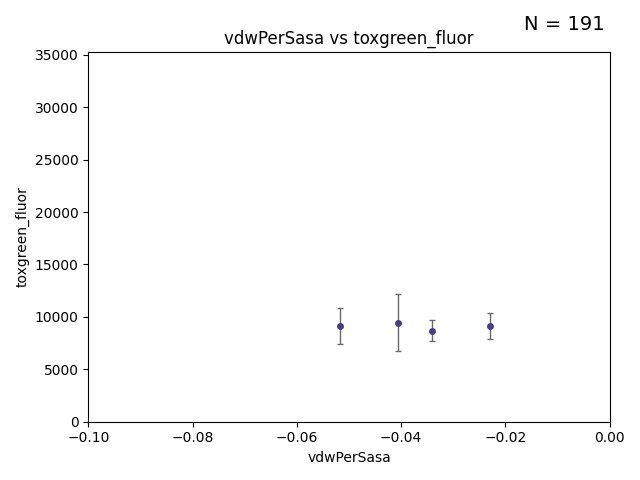 N = 191
vdwPerSasa vs toxgreen_fluor
35000
30000
25000
20000
15000
10000
5000
0
toxgreen_fluor
−0.10 −0.08 −0.06 −0.04 −0.02 0.00
vdwPerSasa